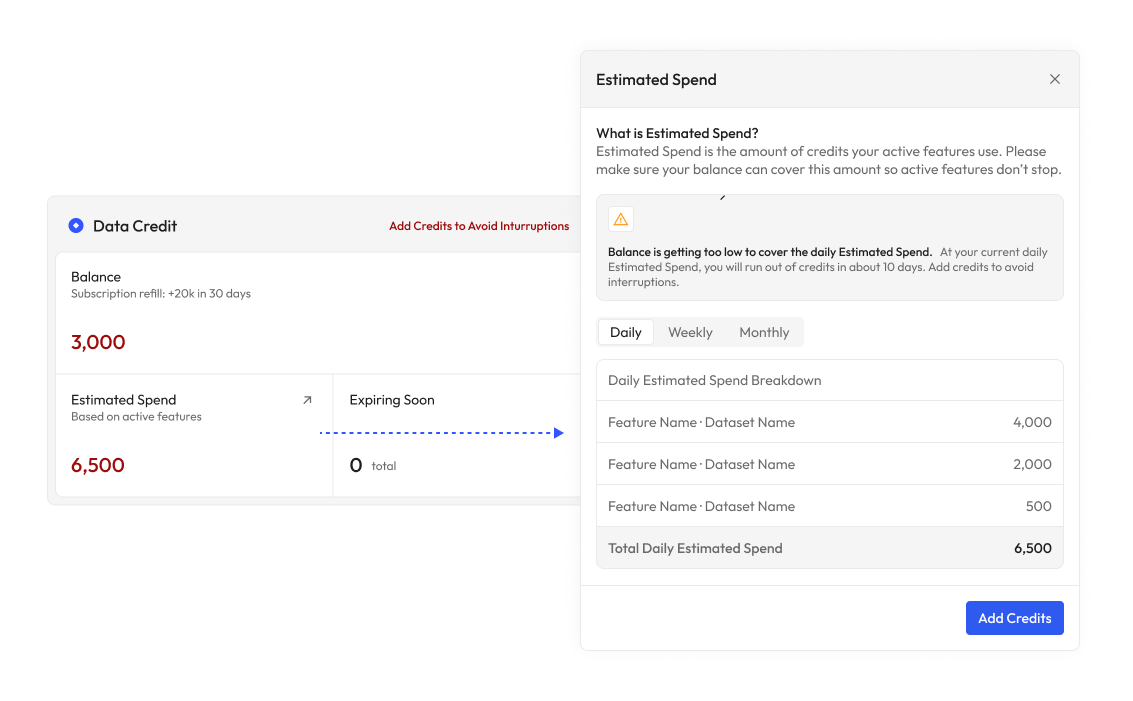 Data Credit
Add Credits to Avoid Inturruptions
Balance
Subscription refill: +20k in 30 days
3,000
Estimated Spend
Based on active features
6,500
Expiring Soon
0 total
Estimated Spend
What is Estimated Spend?
Estimated Spend is the amount of credits your active features use. Please
make sure your balance can cover this amount so active features don’t stop.
Balance is getting too low to cover the daily Estimated Spend. At your current daily
Estimated Spend, you will run out of credits in about 10 days. Add credits to avoid
interruptions.
Daily Weekly Monthly
Daily Estimated Spend Breakdown
Feature Name · Dataset Name 4,000
Feature Name · Dataset Name 2,000
Feature Name · Dataset Name 500
Total Daily Estimated Spend 6,500
Add Credits